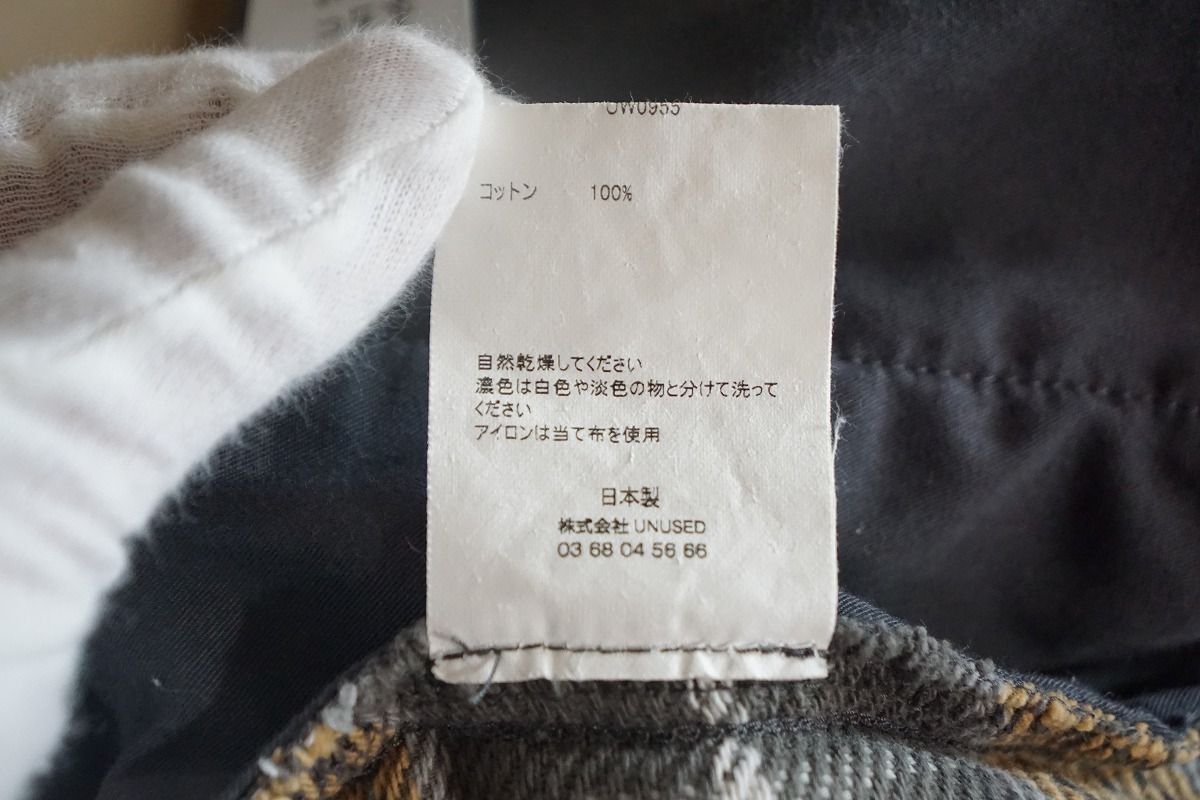 UW0955
コットン 100%
自然乾燥してください
濃色は白色や淡色の物と分けて洗って
ください
アイロンは当て布を使用
日本製
株式会社 UNUSED
03 68 04 56 66